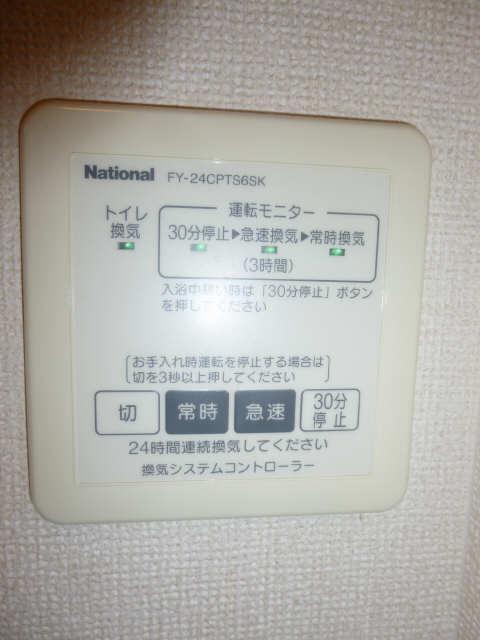 National FY-24CPTS6SK
トイレ
換気
運転モニター
30分停止▶急速換気▶常時換気
(3時間)
入浴中寒い時は「30分停止」ボタン
を押してください
お手入れ時運転を停止する場合は
切を3秒以上押してください
切 常時 急速 30分
停止
24時間連続換気してください
換気システムコントローラー